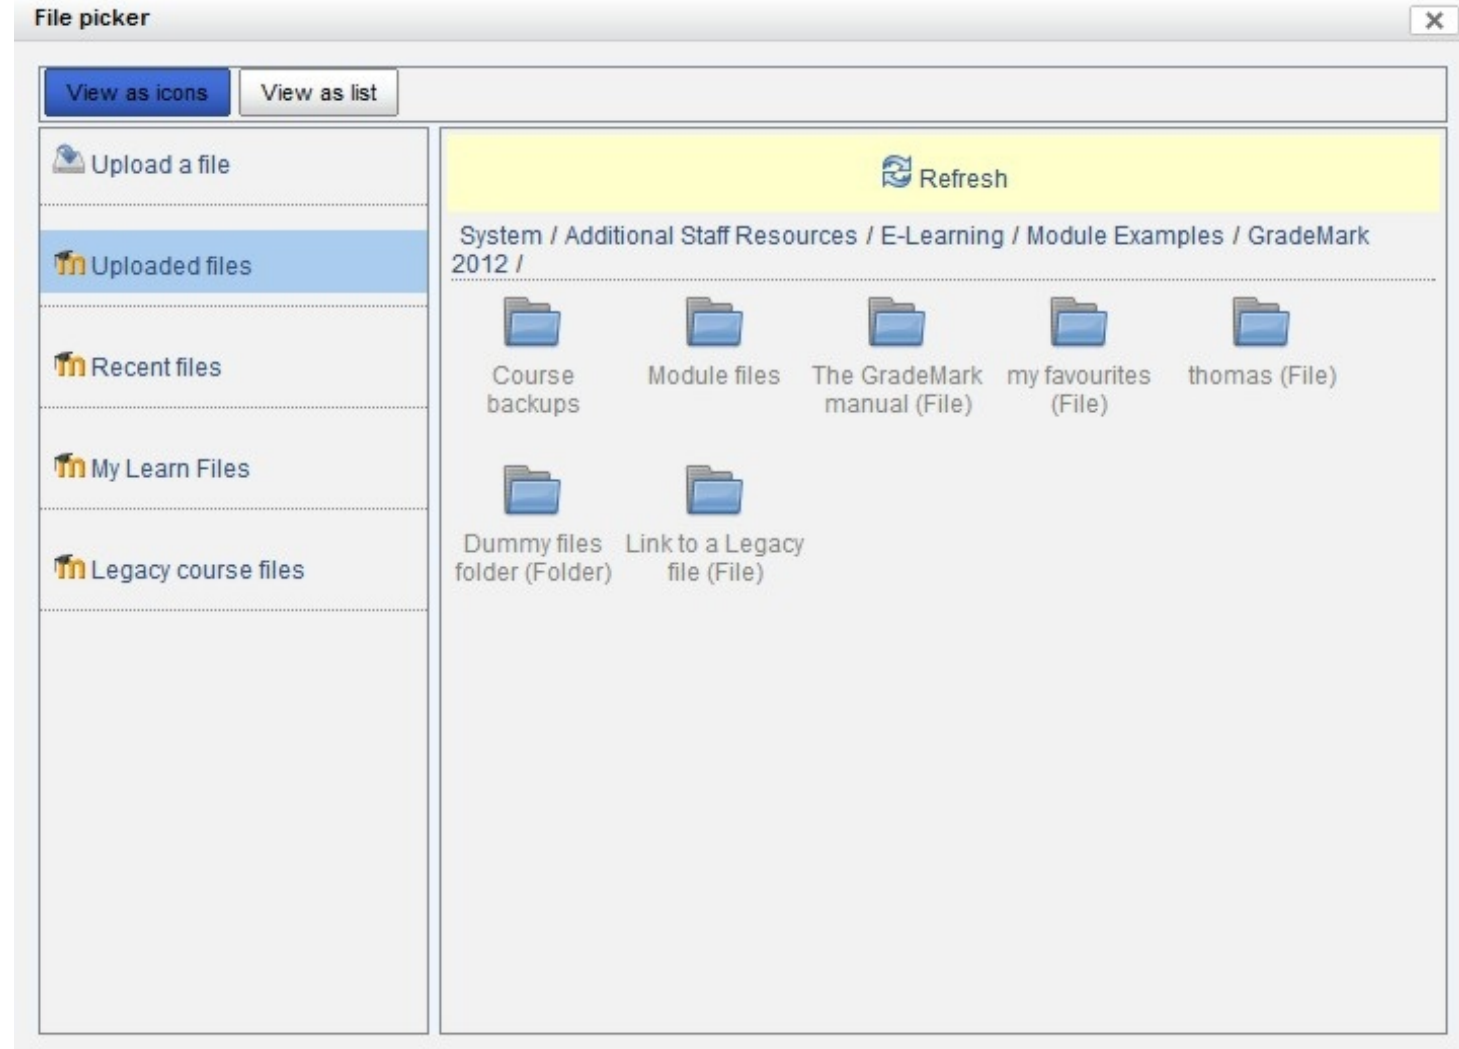 File picker
View as icons
View as list
Upload a file
Uploaded files
Recent files
My Learn Files
Legacy course files
Refresh
System / Additional Staff Resources / E-Learning / Module Examples / GradeMark
2012 /
Course
backups
Module files
The GradeMark
manual (File)
my favourites
(File)
thomas (File)
Dummy files
folder (Folder)
Link to a Legacy
file (File)